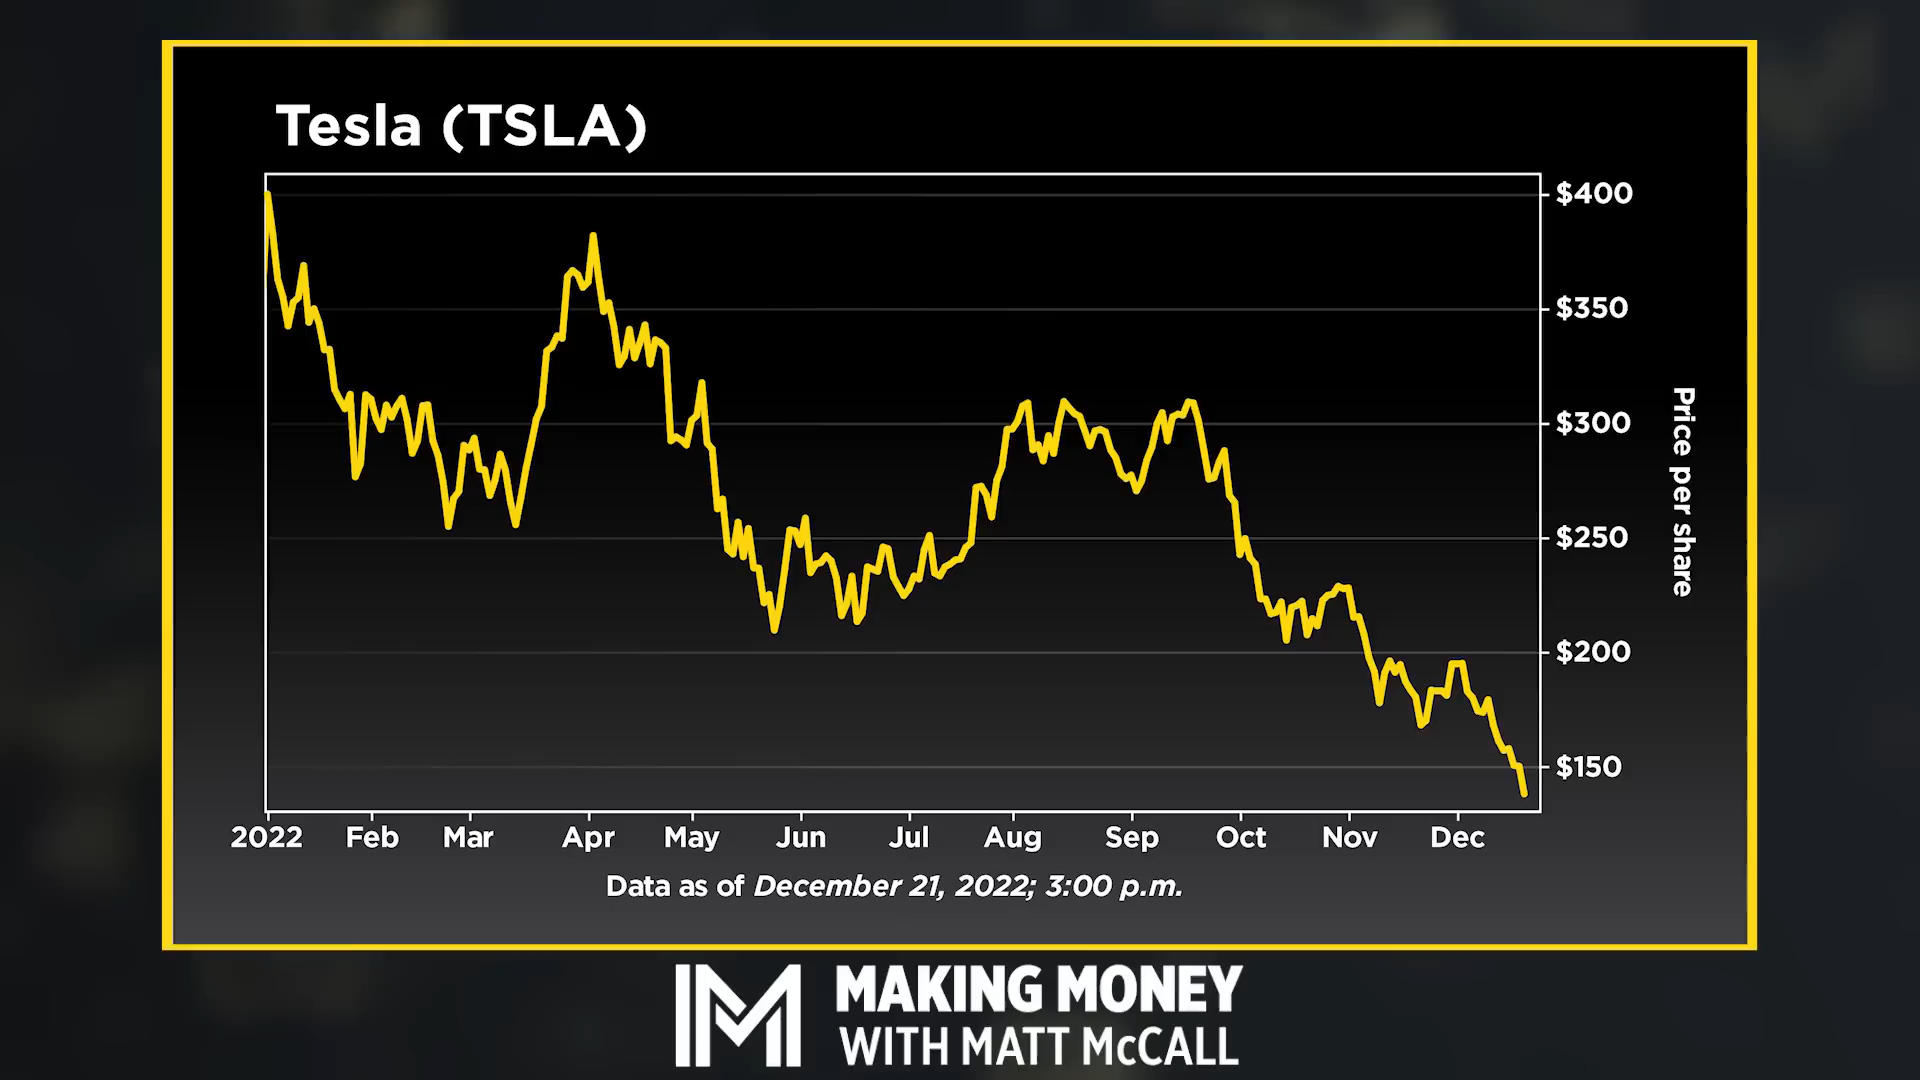 Tesla (TSLA)
$400
$350
$300
$250
$200
$150
Price per share
2022 Feb Mar Apr May Jun Jul Aug Sep Oct Nov Dec
Data as of December 21, 2022; 3:00 p.m.
MAKING MONEY
WITH MATT McCALL